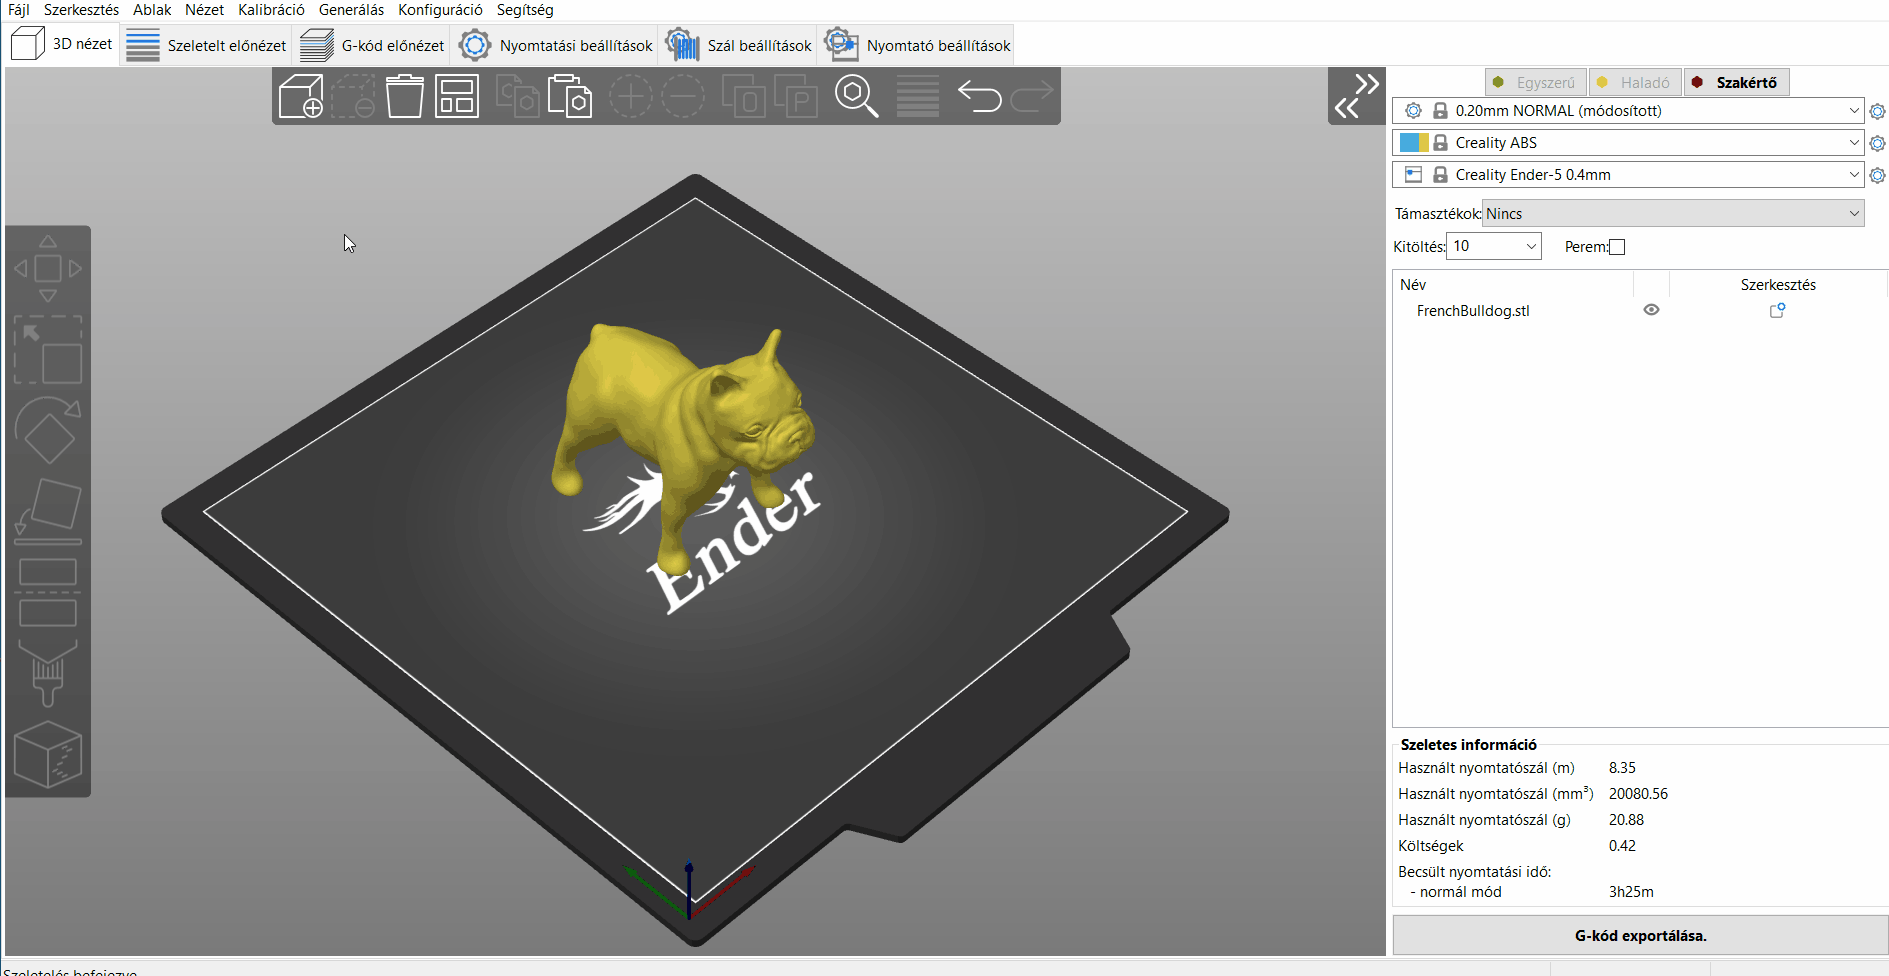 Fájl Szerkesztés Ablak Nézet Kalibráció Generálás Konfiguráció Segítség
3D nézet Szeletelt előnézet G-kód előnézet Nyomtatási beállítások Szál beállítások Nyomtató beállítások
Egyszerű Haladó Szakértő
0.20mm NORMAL (módosított)
Creality ABS
Creality Ender-5 0.4mm
Támasztékok: Nincs
Kitöltés: 10 Perem:
Név Szerkesztés
FrenchBulldog.stl
Ender
Szeletes információ
Használt nyomtatószál (m) 8.35
Használt nyomtatószál (mm³) 20080.56
Használt nyomtatószál (g) 20.88
Költségek 0.42
Becsült nyomtatási idő:
- normál mód 3h25m
G-kód exportálása.
Szeletelés befejezve